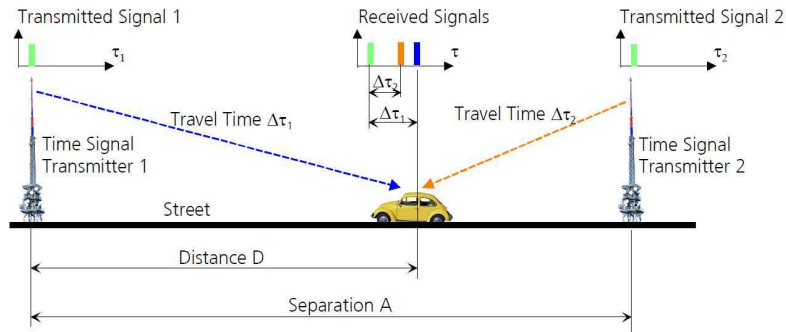 Transmitted Signal 1
Received Signals
Transmitted Signal 2
τ1
τ
τ2
Δτ2
Δτ1
Travel Time Δτ1
Travel Time Δτ2
Time Signal
Transmitter 1
Time Signal
Transmitter 2
Street
Distance D
Separation A